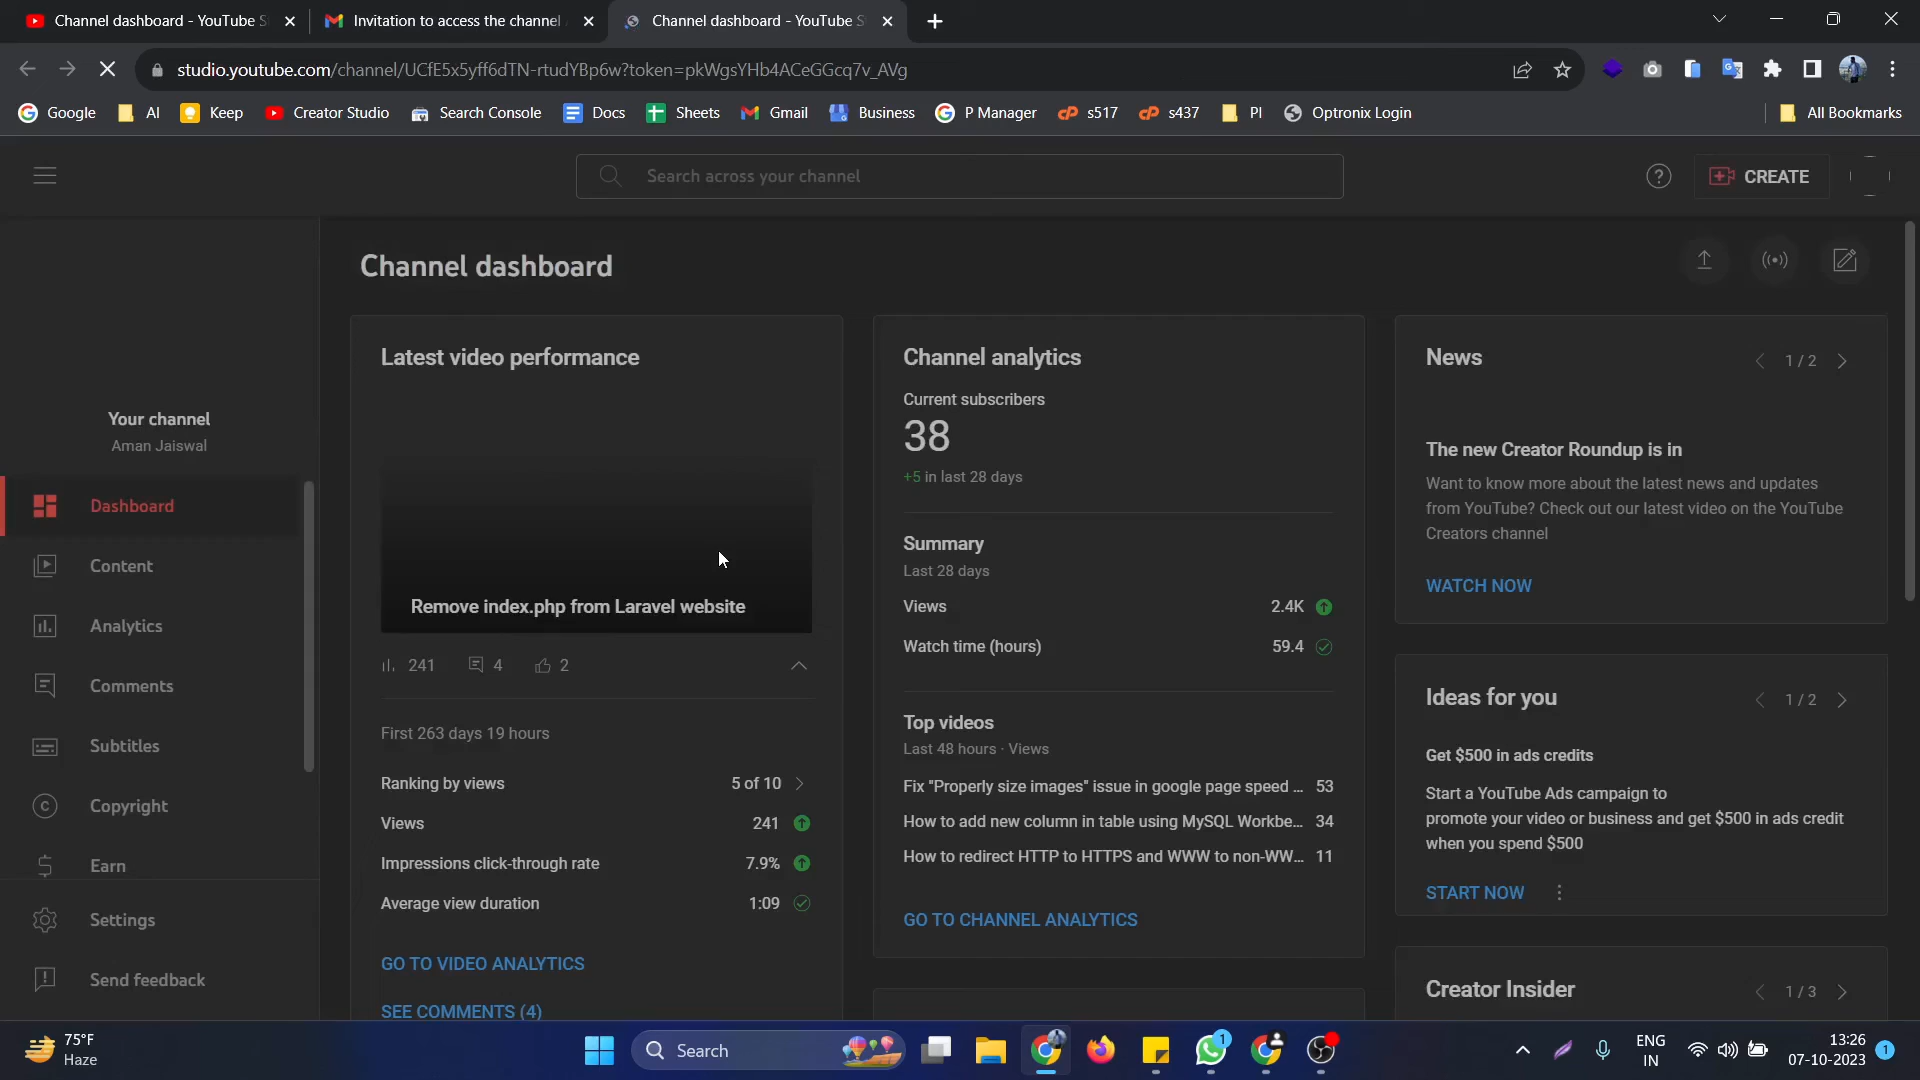 Channel dashboard - YouTube S
Invitation to access the channel
Channel dashboard - YouTube S
studio.youtube.com/channel/UCfE5x5yff6dTN-rtudYBp6w?token=pkWgsYHb4ACeGGcq7v_AVg
Google
AI
Keep
Creator Studio
Search Console
Docs
Sheets
Gmail
Business
P Manager
s517
s437
PI
Optronix Login
All Bookmarks
Search across your channel
CREATE
Channel dashboard
Your channel
Aman Jaiswal
Dashboard
Content
Analytics
Comments
Subtitles
Copyright
Earn
Settings
Send feedback
Latest video performance
Remove index.php from Laravel website
241 4 2
First 263 days 19 hours
Ranking by views 5 of 10
Views 241
Impressions click-through rate 7.9%
Average view duration 1:09
GO TO VIDEO ANALYTICS
SEE COMMENTS (4)
Channel analytics
Current subscribers
38
+5 in last 28 days
Summary
Last 28 days
Views 2.4K
Watch time (hours) 59.4
Top videos
Last 48 hours · Views
Fix "Properly size images" issue in google page speed ... 53
How to add new column in table using MySQL Workbe... 34
How to redirect HTTP to HTTPS and WWW to non-WW... 11
GO TO CHANNEL ANALYTICS
News 1 / 2
The new Creator Roundup is in
Want to know more about the latest news and updates
from YouTube? Check out our latest video on the YouTube
Creators channel
WATCH NOW
Ideas for you 1 / 2
Get $500 in ads credits
Start a YouTube Ads campaign to
promote your video or business and get $500 in ads credit
when you spend $500
START NOW
Creator Insider 1 / 3
75°F
Haze
Search
1
ENG
IN
13:26
07-10-2023
1